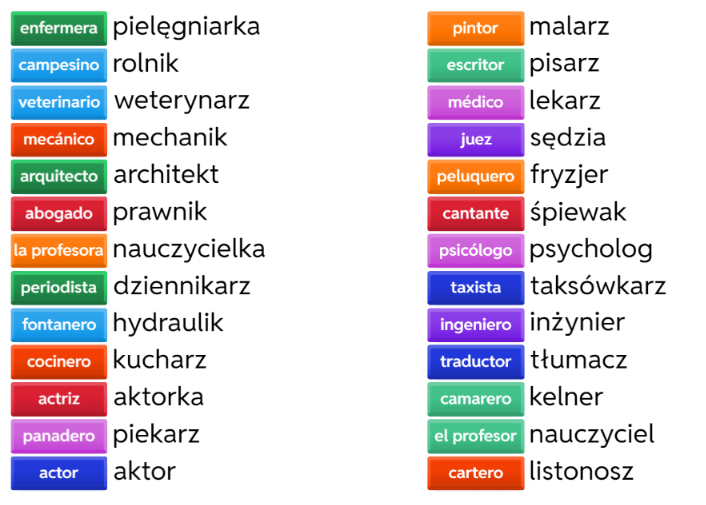 enfermera pielęgniarka
campesino rolnik
veterinario weterynarz
mecánico mechanik
arquitecto architekt
abogado prawnik
la profesora nauczycielka
periodista dziennikarz
fontanero hydraulik
cocinero kucharz
actriz aktorka
panadero piekarz
actor aktor
pintor malarz
escritor pisarz
médico lekarz
juez sędzia
peluquero fryzjer
cantante śpiewak
psicólogo psycholog
taxista taksówkarz
ingeniero inżynier
traductor tłumacz
camarero kelner
el profesor nauczyciel
cartero listonosz